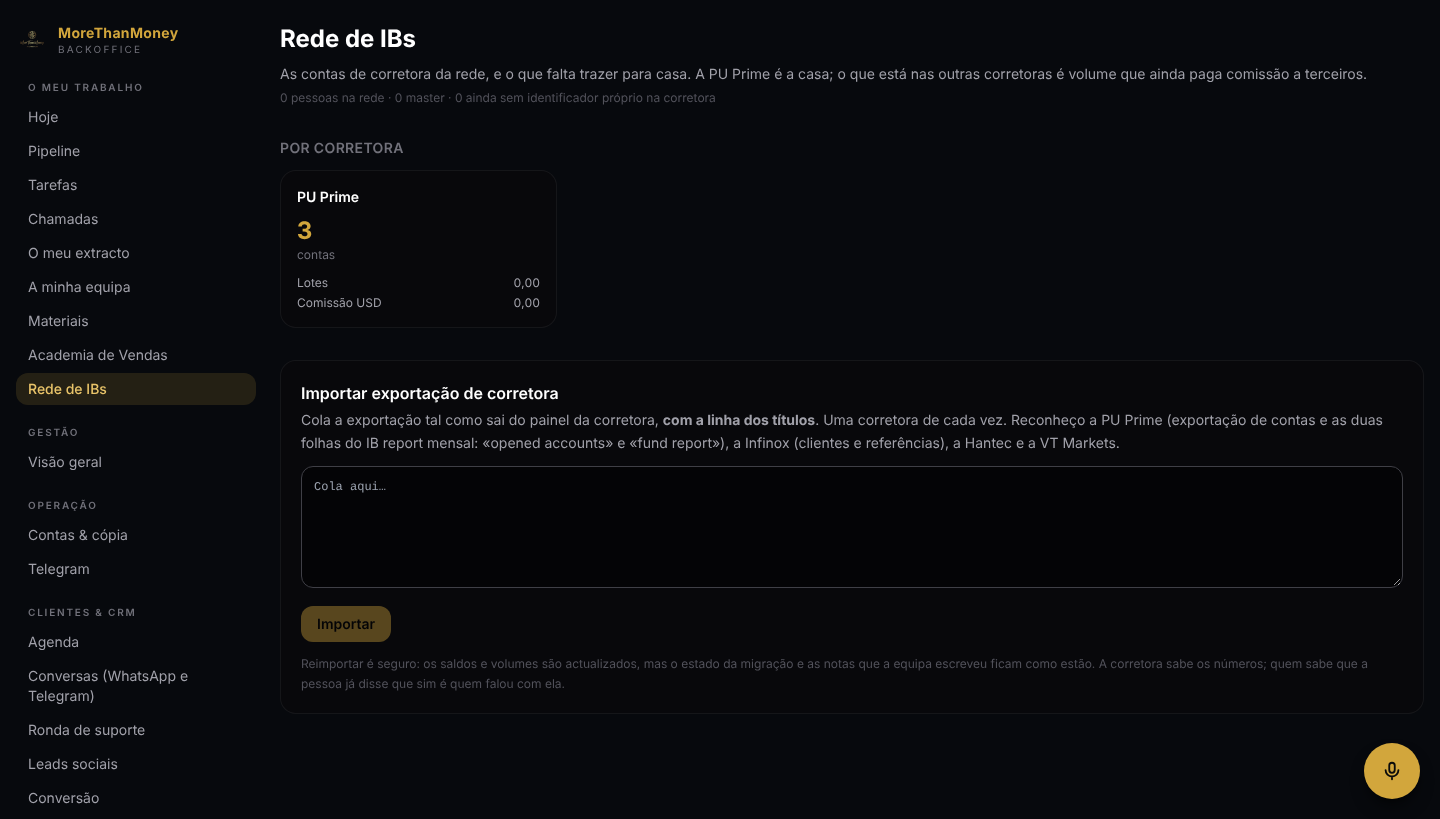 MoreThanMoney
BACKOFFICE
O MEU TRABALHO
Hoje
Pipeline
Tarefas
Chamadas
O meu extracto
A minha equipa
Materiais
Academia de Vendas
Rede de IBs
GESTÃO
Visão geral
OPERAÇÃO
Contas & cópia
Telegram
CLIENTES & CRM
Agenda
Conversas (WhatsApp e
Telegram)
Ronda de suporte
Leads sociais
Conversão
Rede de IBs
As contas de corretora da rede, e o que falta trazer para casa. A PU Prime é a casa; o que está nas outras corretoras é volume que ainda paga comissão a terceiros.
0 pessoas na rede · 0 master · 0 ainda sem identificador próprio na corretora
POR CORRETORA
PU Prime
3
contas
Lotes 0,00
Comissão USD 0,00
Importar exportação de corretora
Cola a exportação tal como sai do painel da corretora, com a linha dos títulos. Uma corretora de cada vez. Reconheço a PU Prime (exportação de contas e as duas
folhas do IB report mensal: «opened accounts» e «fund report»), a Infinox (clientes e referências), a Hantec e a VT Markets.
Cola aqui…
Importar
Reimportar é seguro: os saldos e volumes são actualizados, mas o estado da migração e as notas que a equipa escreveu ficam como estão. A corretora sabe os números; quem sabe que a
pessoa já disse que sim é quem falou com ela.